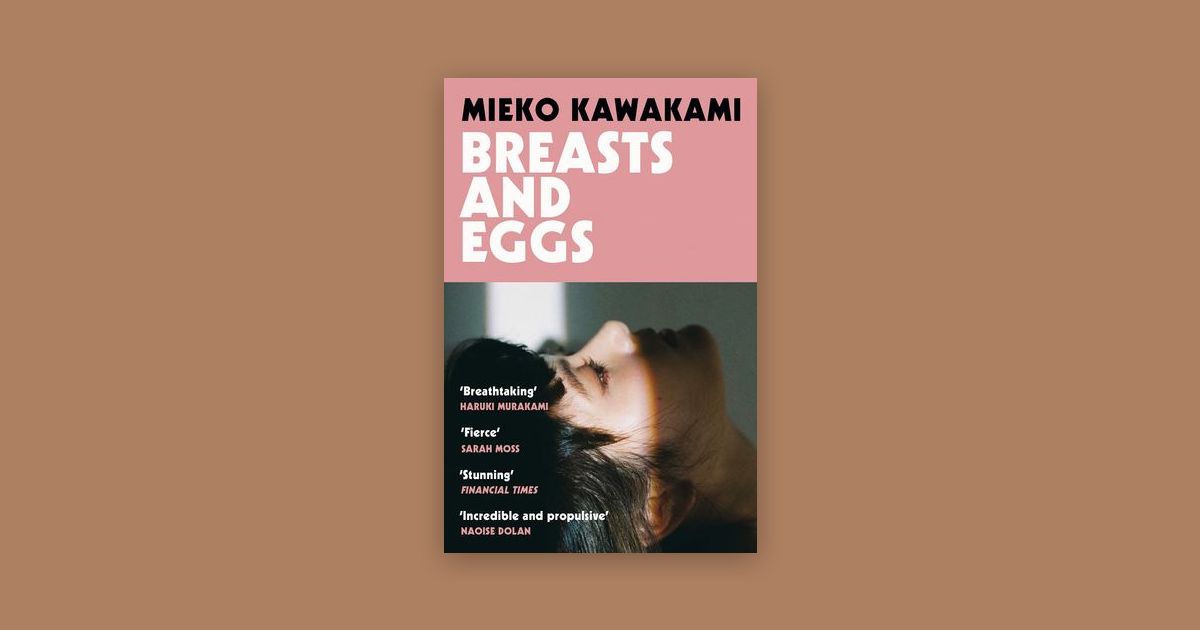 MIEKO KAWAKAMI
BREASTS
AND
EGGS
'Breathtaking'
HARUKI MURAKAMI
'Fierce'
SARAH MOSS
'Stunning'
FINANCIAL TIMES
'Incredible and propulsive'
NAOISE DOLAN